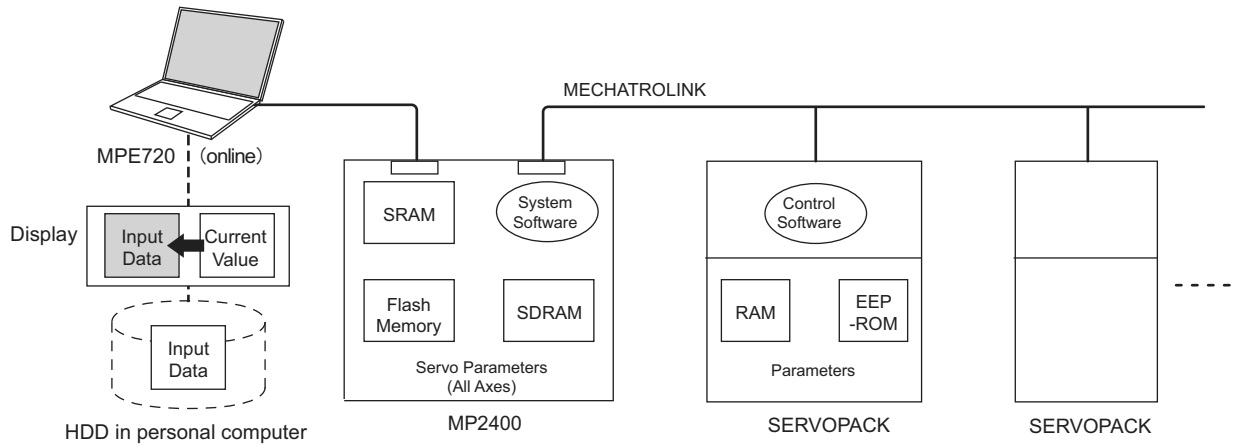 MECHATROLINK
MPE720 (online)
Display
Input
Data
Current
Value
Input
Data
HDD in personal computer
SRAM
System
Software
Flash
Memory
SDRAM
Servo Parameters
(All Axes)
MP2400
Control
Software
RAM
EEP
-ROM
Parameters
SERVOPACK
SERVOPACK